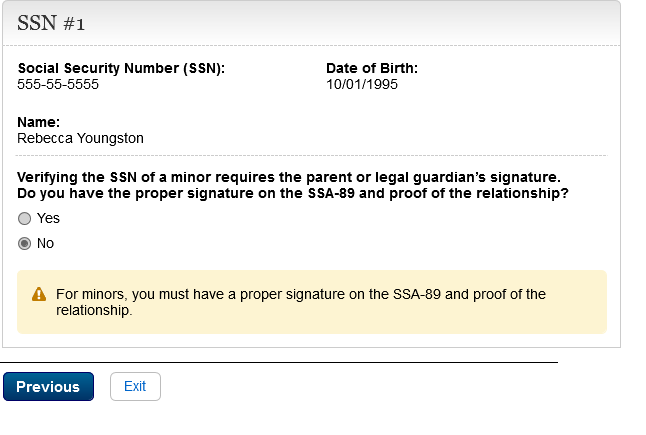 SSN #1
Social Security Number (SSN): Date of Birth:
555-55-5555 10/01/1995
Name:
Rebecca Youngston
Verifying the SSN of a minor requires the parent or legal guardian's signature.
Do you have the proper signature on the SSA-89 and proof of the relationship?
Yes
No
For minors, you must have a proper signature on the SSA-89 and proof of the
relationship.
Previous Exit